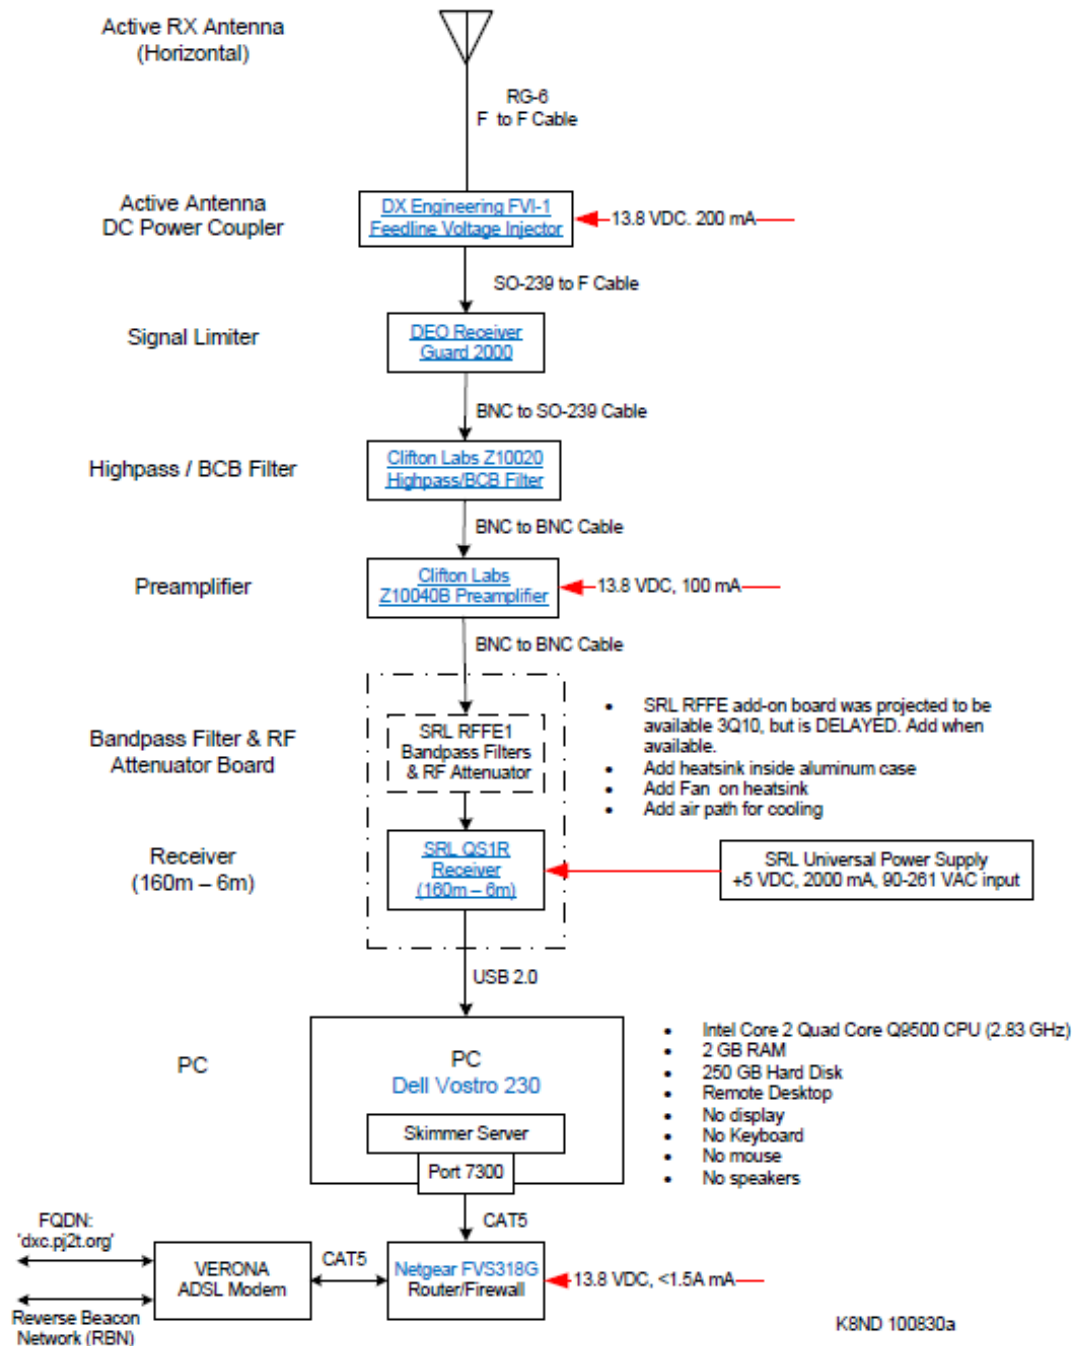 Active RX Antenna
(Horizontal)
RG-6
F to F Cable
Active Antenna
DC Power Coupler
DX Engineering FVI-1
Feedline Voltage Injector
13.8 VDC. 200 mA
SO-239 to F Cable
Signal Limiter
DEO Receiver
Guard 2000
BNC to SO-239 Cable
Highpass / BCB Filter
Clifton Labs Z10020
Highpass/BCB Filter
BNC to BNC Cable
Preamplifier
Clifton Labs
Z10040B Preamplifier
13.8 VDC, 100 mA
BNC to BNC Cable
Bandpass Filter & RF
Attenuator Board
SRL RFFE1
Bandpass Filters
& RF Attenuator
• SRL RFFE add-on board was projected to be
available 3Q10, but is DELAYED. Add when
available.
• Add heatsink inside aluminum case
• Add Fan on heatsink
• Add air path for cooling
Receiver
(160m – 6m)
SRL QS1R
Receiver
(160m – 6m)
SRL Universal Power Supply
+5 VDC, 2000 mA, 90-261 VAC input
USB 2.0
PC
PC
Dell Vostro 230
Skimmer Server
Port 7300
• Intel Core 2 Quad Core Q9500 CPU (2.83 GHz)
• 2 GB RAM
• 250 GB Hard Disk
• Remote Desktop
• No display
• No Keyboard
• No mouse
• No speakers
CAT5
FQDN:
'dxc.pj2t.org'
VERONA
ADSL Modem
CAT5
Netgear FVS318G
Router/Firewall
13.8 VDC, <1.5A mA
Reverse Beacon
Network (RBN)
K8ND 100830a